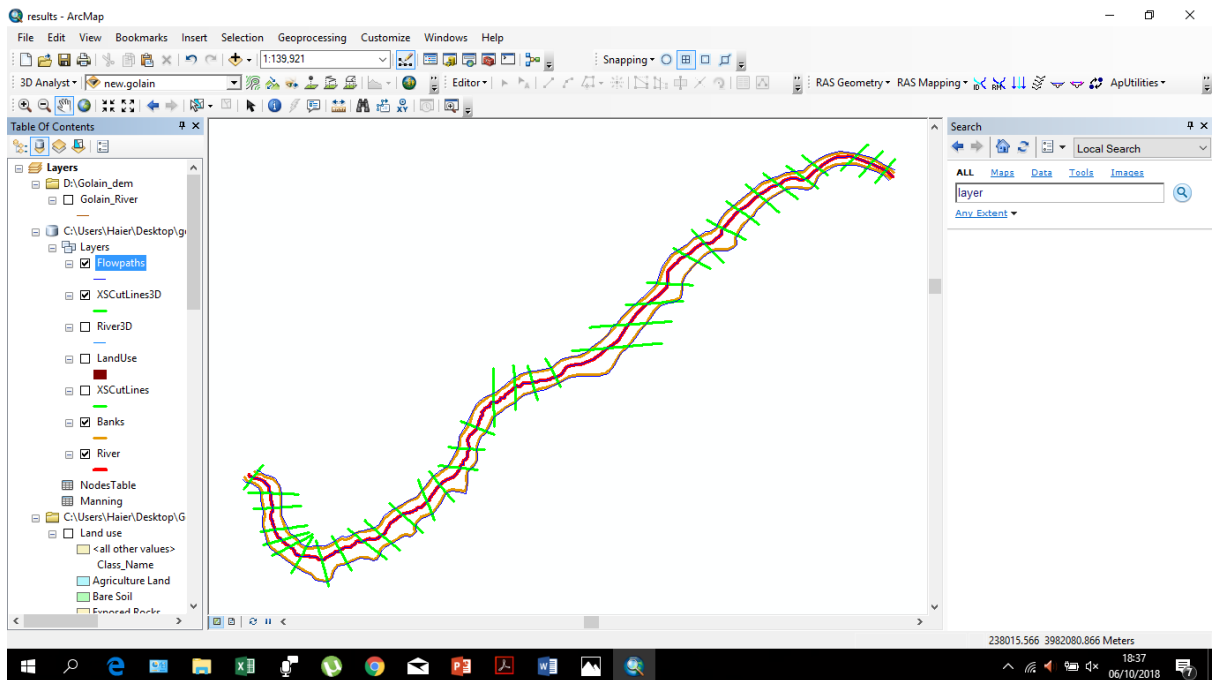 results - ArcMap
File Edit View Bookmarks Insert Selection Geoprocessing Customize Windows Help
1:139,921 Snapping
3D Analyst new.golain Editor RAS Geometry RAS Mapping ApUtilities
Table Of Contents
Search
Layers
D:\Golain_dem
Golain_River
C:\Users\Haier\Desktop\g
Layers
Flowpaths
XSCutLines3D
River3D
LandUse
XSCutLines
Banks
River
NodesTable
Manning
C:\Users\Haier\Desktop\G
Land use
<all other values>
Class_Name
Agriculture Land
Bare Soil
Exposed Rocks
Local Search
ALL Maps Data Tools Images
layer
Any Extent
238015.566 3982080.866 Meters
18:37
06/10/2018